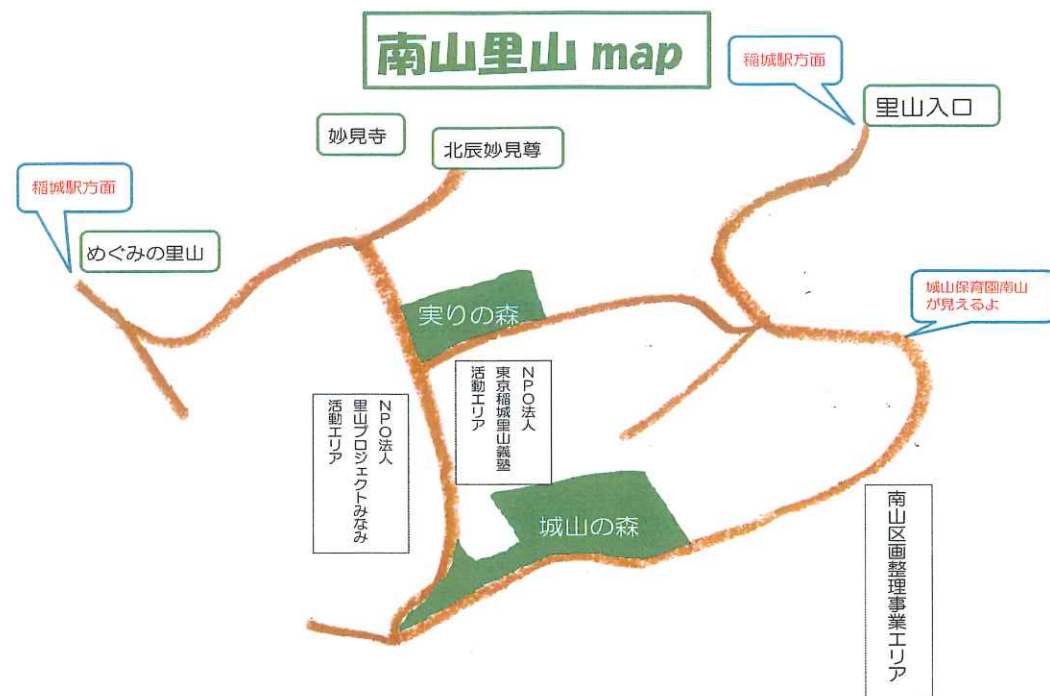 南山里山 map
稲城駅方面
里山入口
妙見寺
北辰妙見尊
稲城駅方面
めぐみの里山
実りの森
城山保育園南山
が見えるよ
NPO法人
東京稲城里山義塾
活動エリア
NPO法人
里山プロジェクトみなみ
活動エリア
城山の森
南山区画整理事業エリア